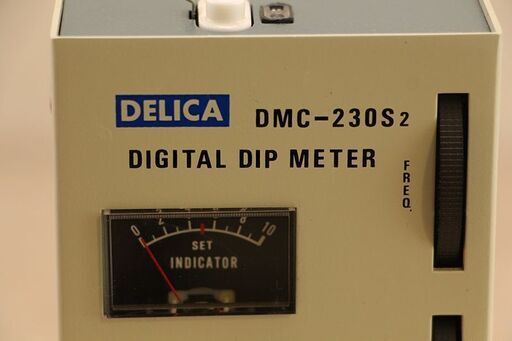 DELICA DMC-230S2
DIGITAL DIP METER
FREQ.
0 2 4 6 8 10
SET
INDICATOR